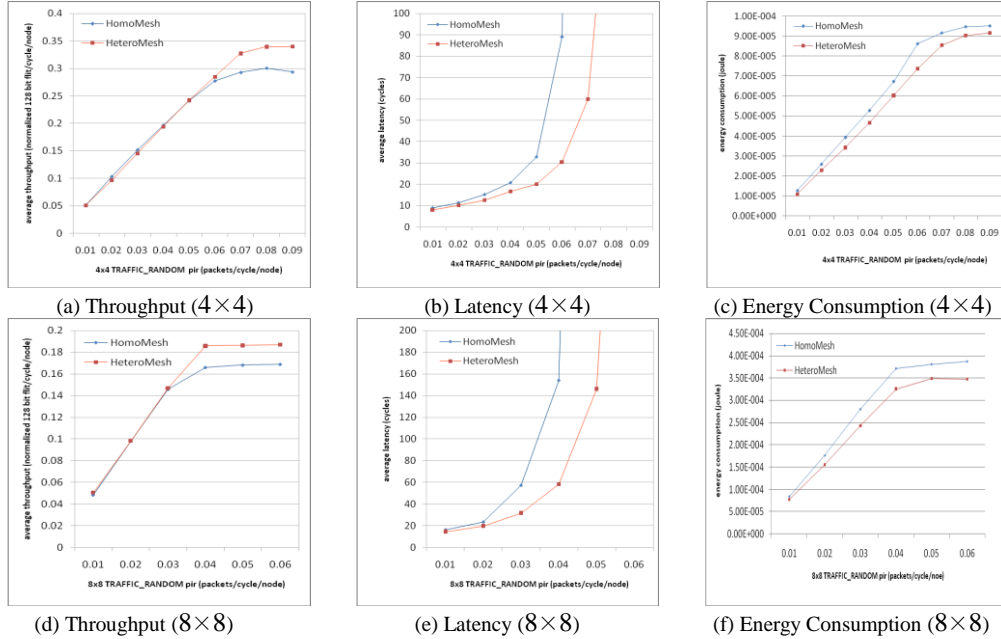 HomoMesh
HeteroMesh
average throughput (normalized 128 bit flit/cycle/node)
0.4
0.35
0.3
0.25
0.2
0.15
0.1
0.05
0
0.01 0.02 0.03 0.04 0.05 0.06 0.07 0.08 0.09
4x4 TRAFFIC_RANDOM pir (packets/cycle/node)
(a) Throughput (4×4)
HomoMesh
HeteroMesh
average latency (cycles)
100
90
80
70
60
50
40
30
20
10
0
0.01 0.02 0.03 0.04 0.05 0.06 0.07 0.08 0.09
4x4 TRAFFIC_RANDOM pir (packets/cycle/node)
(b) Latency (4×4)
HomoMesh
HeteroMesh
energy consumption (joule)
1.00E-004
9.00E-005
8.00E-005
7.00E-005
6.00E-005
5.00E-005
4.00E-005
3.00E-005
2.00E-005
1.00E-005
0.00E+000
0.01 0.02 0.03 0.04 0.05 0.06 0.07 0.08 0.09
4x4 TRAFFIC_RANDOM pir (packets/cycle/node)
(c) Energy Consumption (4×4)
HomoMesh
HeteroMesh
average throughput (normalized 128 bit flit/cycle/node)
0.2
0.18
0.16
0.14
0.12
0.1
0.08
0.06
0.04
0.02
0
0.01 0.02 0.03 0.04 0.05 0.06
8x8 TRAFFIC_RANDOM pir (packets/cycle/node)
(d) Throughput (8×8)
HomoMesh
HeteroMesh
average latency (cycles)
200
180
160
140
120
100
80
60
40
20
0
0.01 0.02 0.03 0.04 0.05 0.06
8x8 TRAFFIC_RANDOM pir (packets/cycle/node)
(e) Latency (8×8)
HomoMesh
HeteroMesh
energy consumption (joule)
4.50E-004
4.00E-004
3.50E-004
3.00E-004
2.50E-004
2.00E-004
1.50E-004
1.00E-004
5.00E-005
0.00E+000
0.01 0.02 0.03 0.04 0.05 0.06
8x8 TRAFFIC_RANDOM pir (packets/cycle/noe)
(f) Energy Consumption (8×8)